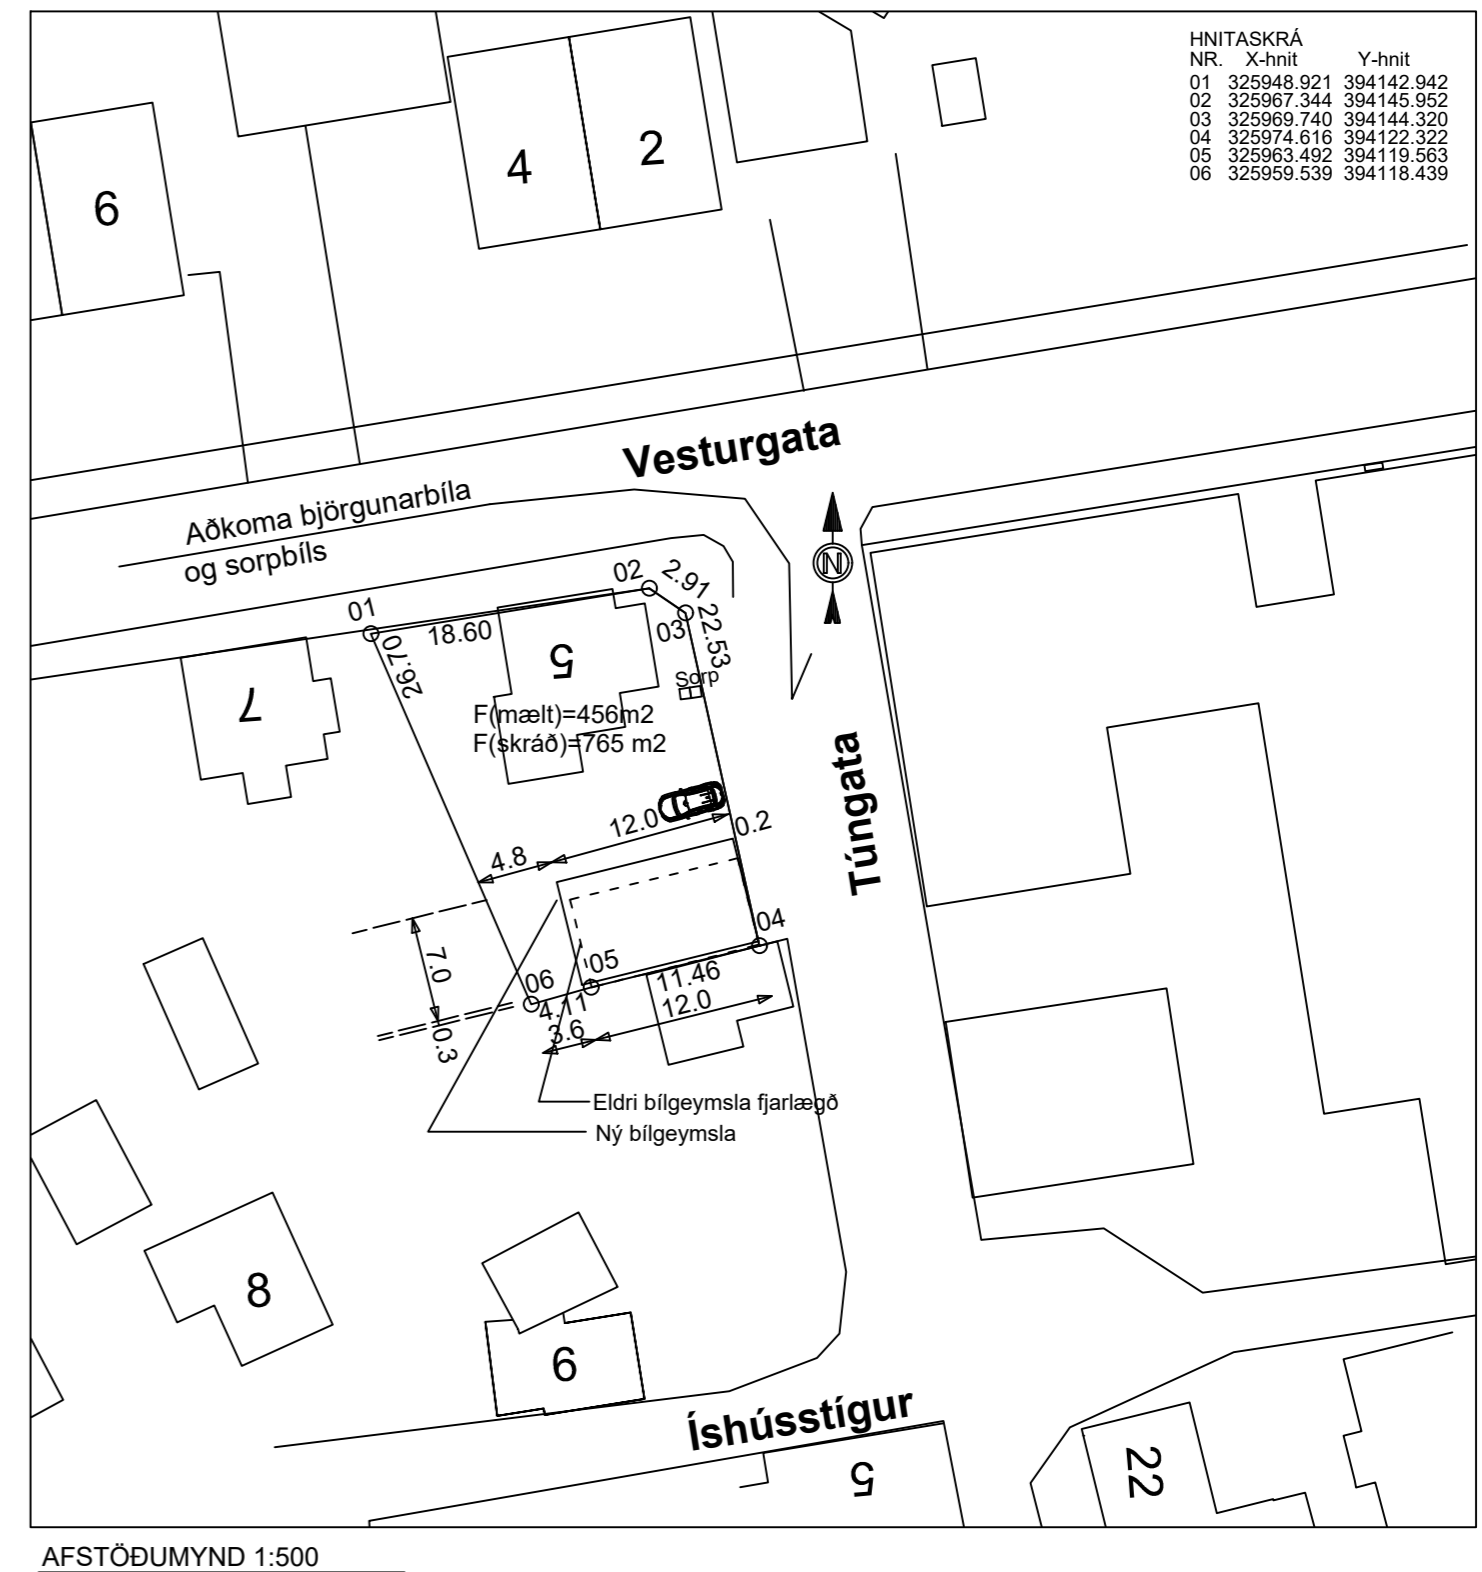 HNITASKRÁ
NR. X-hnit Y-hnit
01 325948.921 394142.942
02 325967.344 394145.952
03 325969.740 394144.320
04 325974.616 394122.322
05 325963.492 394119.563
06 325959.539 394118.439
6
4
2
Vesturgata
Aðkoma björgunarbíla
og sorpbíls
N
01
02
2.91
03
22.53
18.60
26.70
7
5
Sorp
F(mælt)=456m2
F(skráð)=765 m2
Túngata
12.0
0.2
4.8
04
7.0
05
06
11.46
4.11
12.0
3.6
0.3
Eldri bílgeymsla fjarlægð
Ný bílgeymsla
8
6
Íshússtígur
5
22
AFSTÖÐUMYND 1:500